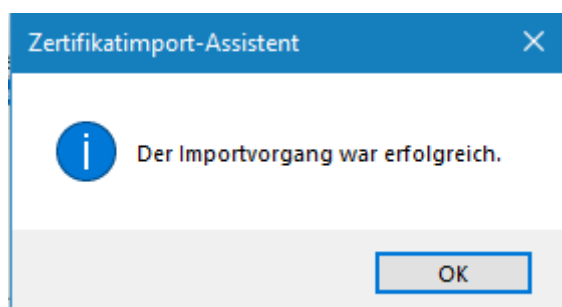 Zertifikatimport-Assistent
Der Importvorgang war erfolgreich.
OK